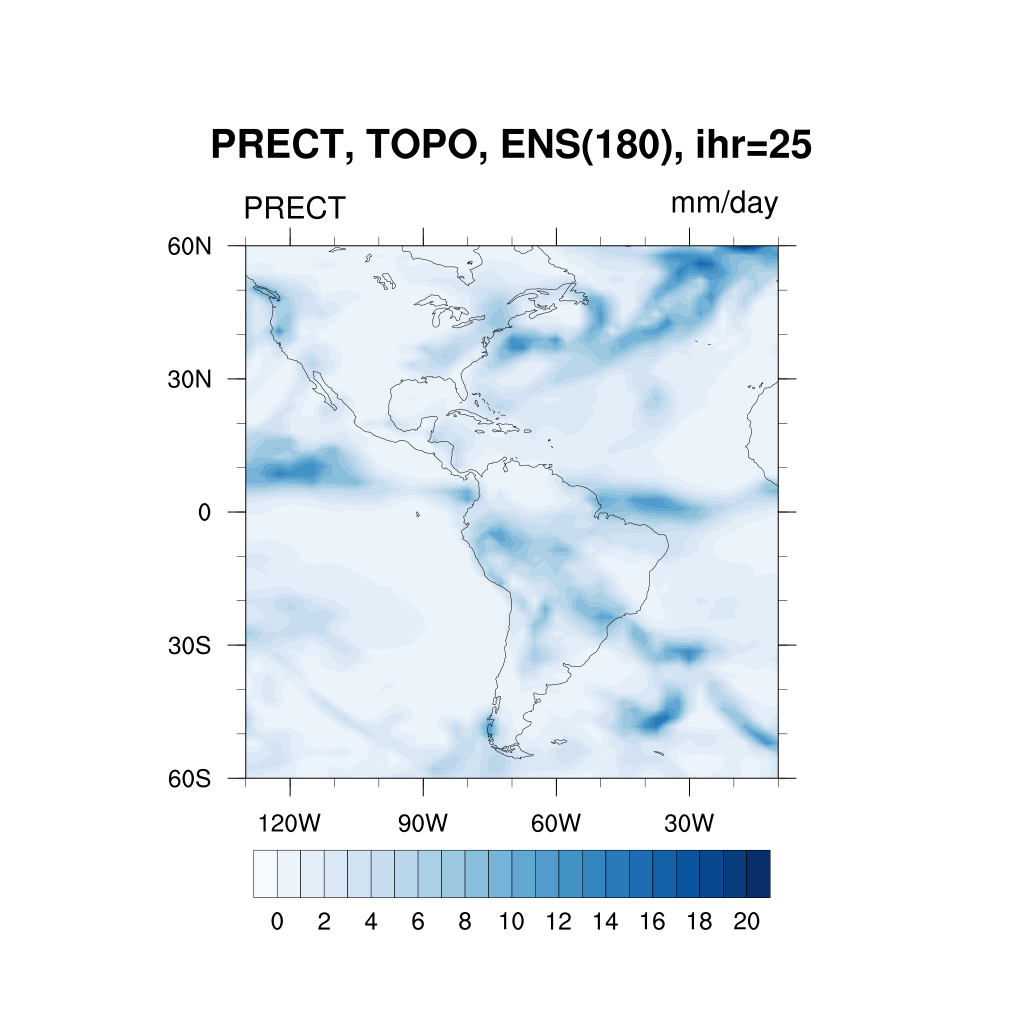 PRECT, TOPO, ENS(180), ihr=25
PRECT mm/day
60N
30N
0
30S
60S
120W 90W 60W 30W
0 2 4 6 8 10 12 14 16 18 20